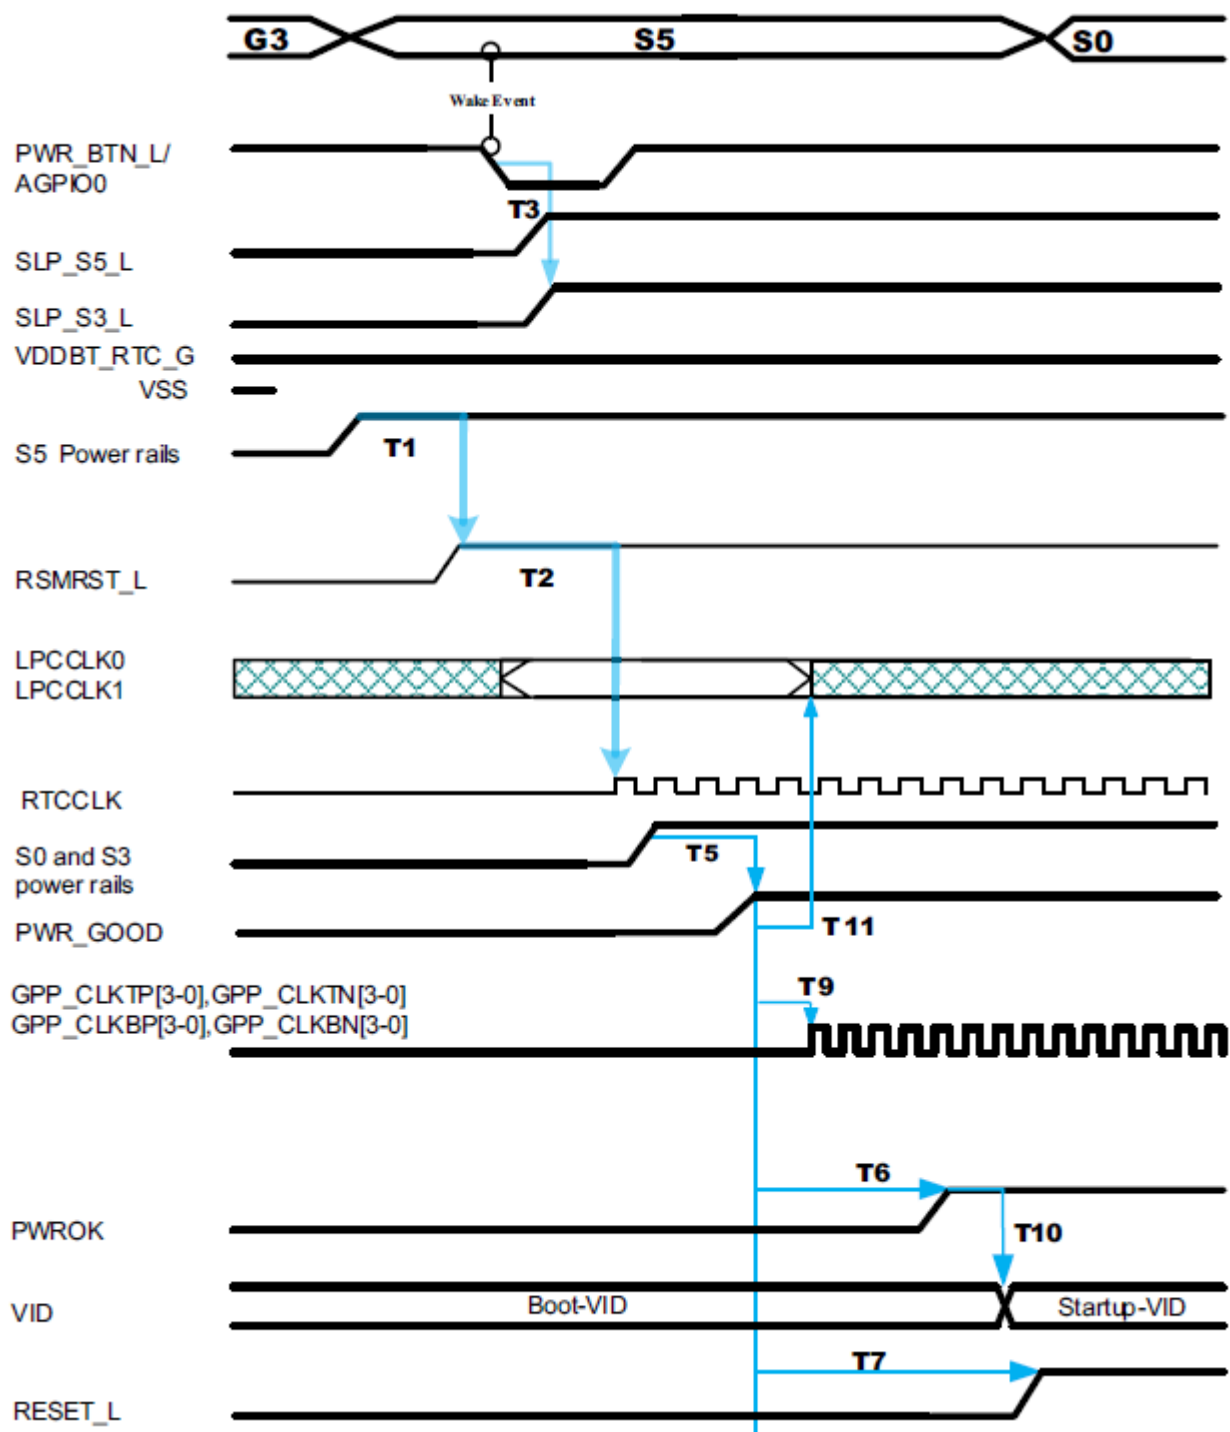 G3
S5
S0
Wake Event
PWR_BTN_L/
AGPIO0
T3
SLP_S5_L
SLP_S3_L
VDDBT_RTC_G
VSS
S5 Power rails
T1
RSMRST_L
T2
LPCCLK0
LPCCLK1
RTCCLK
S0 and S3
power rails
T5
PWR_GOOD
T11
T9
GPP_CLKTP[3-0],GPP_CLKTN[3-0]
GPP_CLKBP[3-0],GPP_CLKBN[3-0]
T6
PWROK
T10
VID
Boot-VID
Startup-VID
T7
RESET_L